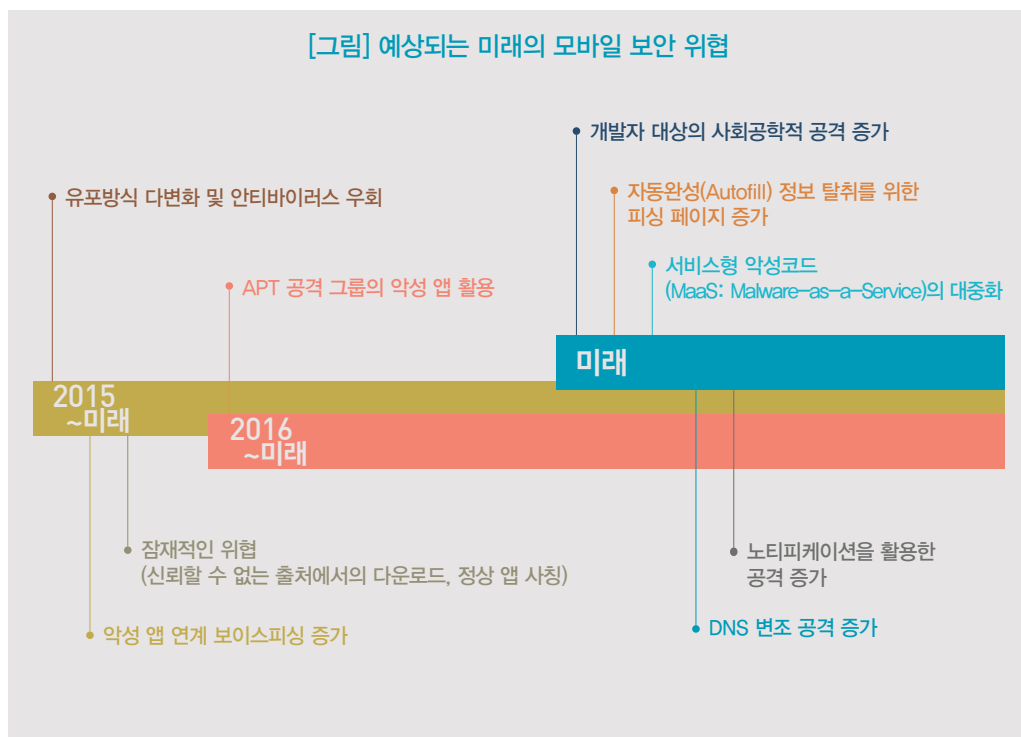 [그림] 예상되는 미래의 모바일 보안 위협
개발자 대상의 사회공학적 공격 증가
유포방식 다변화 및 안티바이러스 우회
자동완성(Autofill) 정보 탈취를 위한
피싱 페이지 증가
서비스형 악성코드
(MaaS: Malware-as-a-Service)의 대중화
APT 공격 그룹의 악성 앱 활용
미래
2015
~미래
2016
~미래
잠재적인 위협
(신뢰할 수 없는 출처에서의 다운로드, 정상 앱 사칭)
노티피케이션을 활용한
공격 증가
악성 앱 연계 보이스피싱 증가
DNS 변조 공격 증가